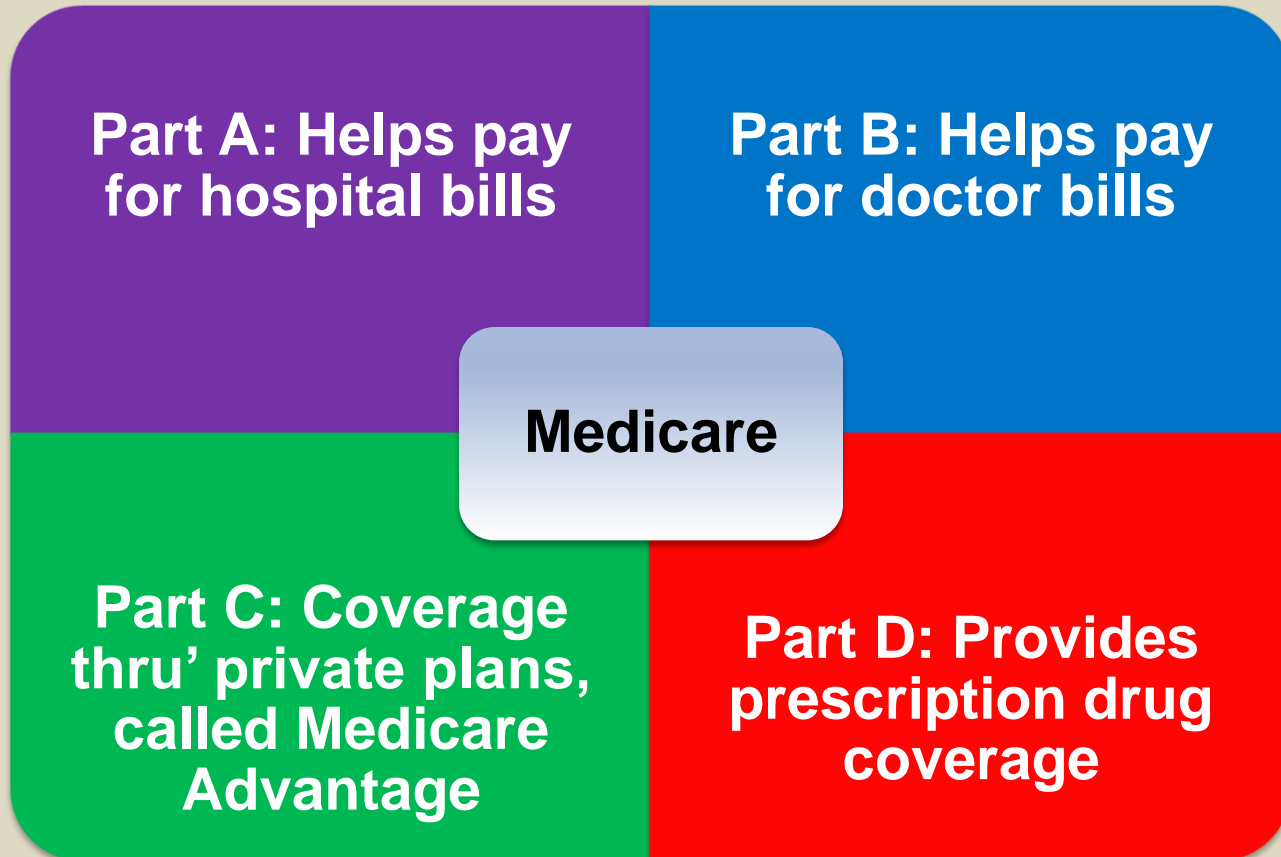 Part A: Helps pay
for hospital bills
Part B: Helps pay
for doctor bills
Medicare
Part C: Coverage
thru’ private plans,
called Medicare
Advantage
Part D: Provides
prescription drug
coverage